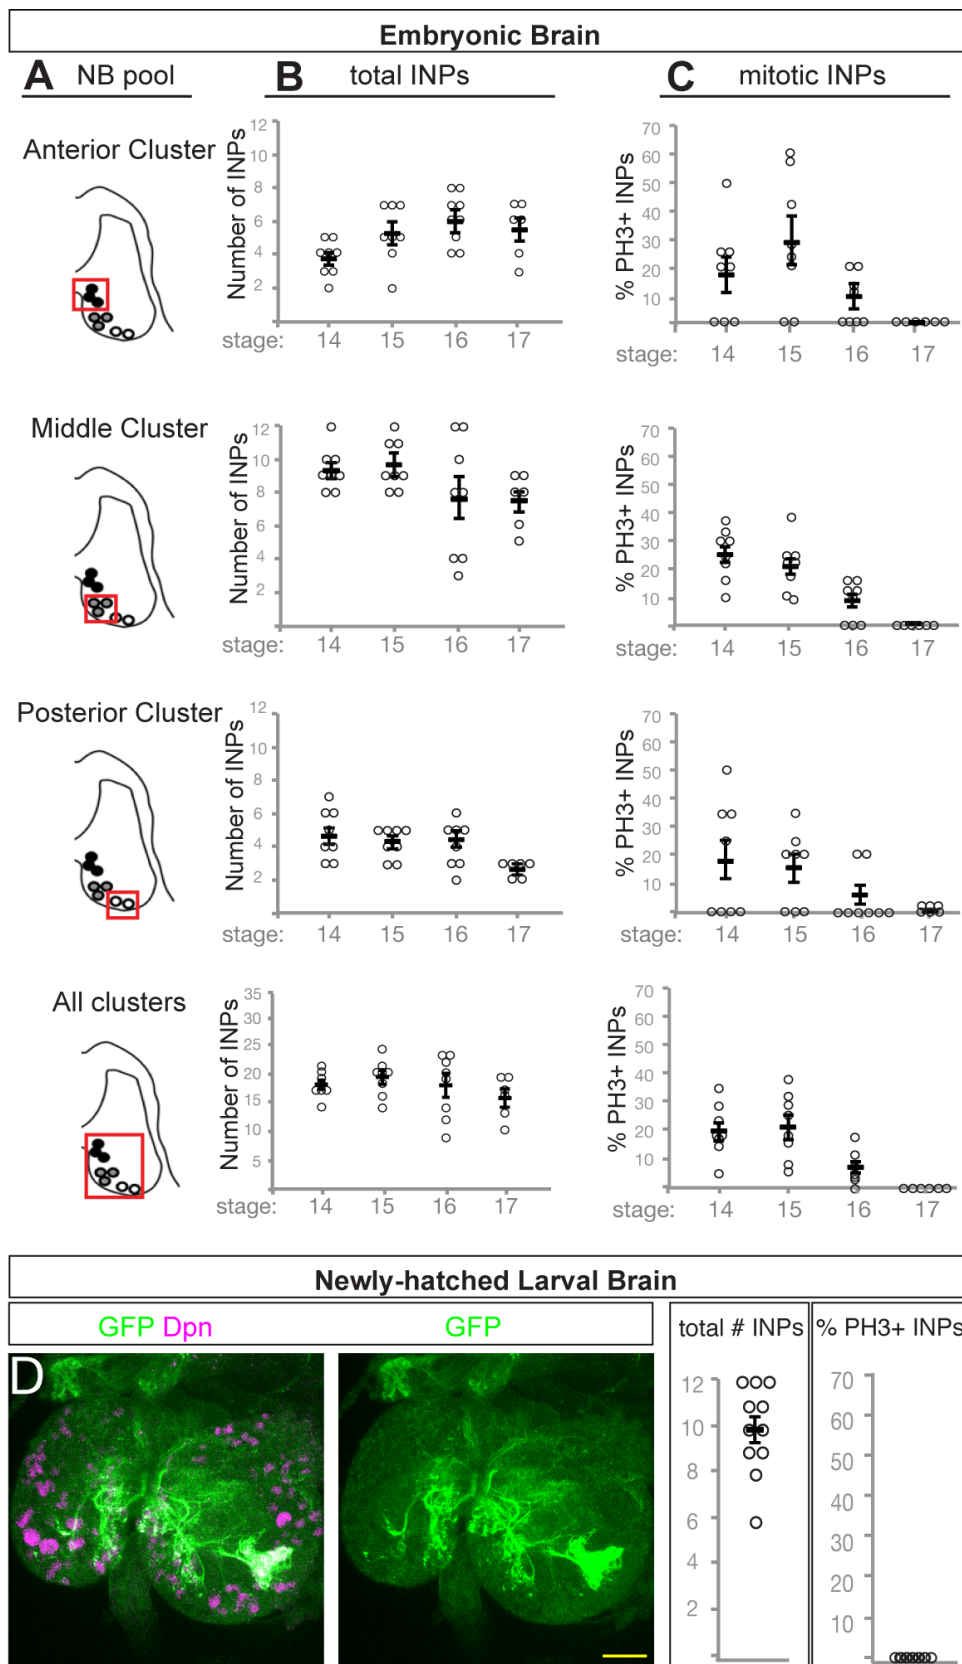 Embryonic Brain
A NB pool
B total INPs
C mitotic INPs
Anterior Cluster
Number of INPs
12
10
8
6
4
2
stage: 14 15 16 17
% PH3+ INPs
70
60
50
40
30
20
10
stage: 14 15 16 17
Middle Cluster
Number of INPs
12
10
8
6
4
2
stage: 14 15 16 17
% PH3+ INPs
70
60
50
40
30
20
10
stage: 14 15 16 17
Posterior Cluster
Number of INPs
12
10
8
6
4
2
stage: 14 15 16 17
% PH3+ INPs
70
60
50
40
30
20
10
stage: 14 15 16 17
All clusters
Number of INPs
35
30
25
20
15
10
5
stage: 14 15 16 17
% PH3+ INPs
70
60
50
40
30
20
10
stage: 14 15 16 17
Newly-hatched Larval Brain
GFP Dpn
GFP
total # INPs
% PH3+ INPs
D
12
10
8
6
4
2
70
60
50
40
30
20
10